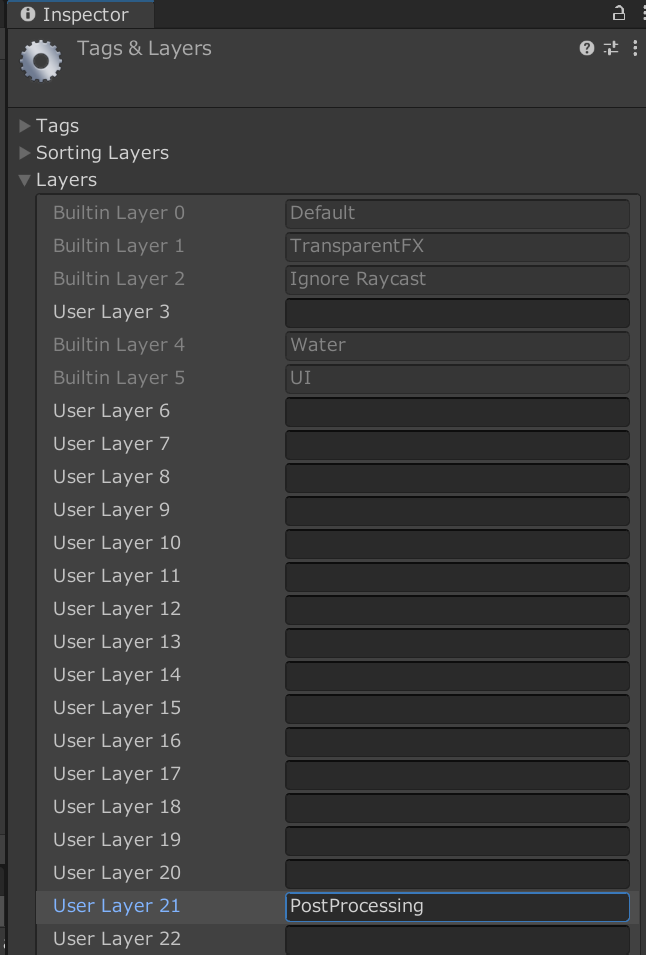 Inspector
Tags & Layers
Tags
Sorting Layers
Layers
Builtin Layer 0 Default
Builtin Layer 1 TransparentFX
Builtin Layer 2 Ignore Raycast
User Layer 3
Builtin Layer 4 Water
Builtin Layer 5 UI
User Layer 6
User Layer 7
User Layer 8
User Layer 9
User Layer 10
User Layer 11
User Layer 12
User Layer 13
User Layer 14
User Layer 15
User Layer 16
User Layer 17
User Layer 18
User Layer 19
User Layer 20
User Layer 21 PostProcessing
User Layer 22